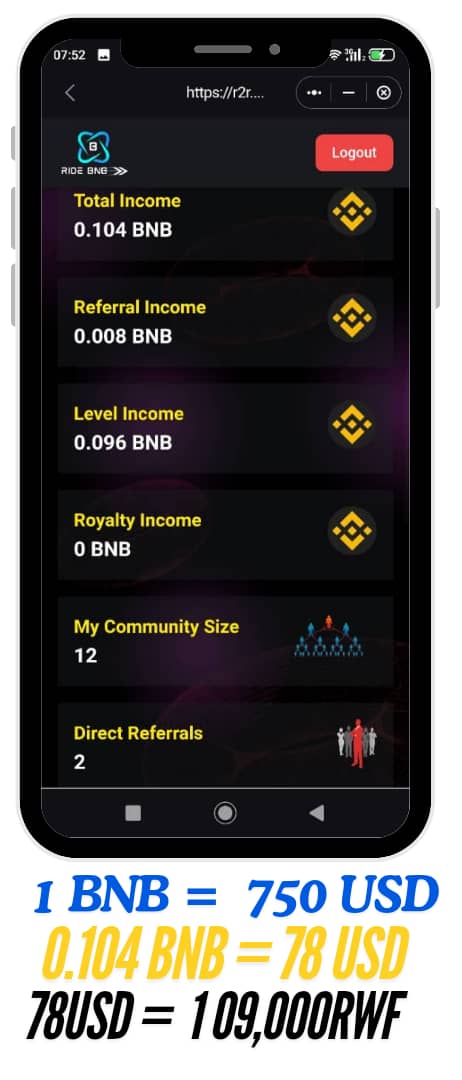 07:52
https://r2r....
RIDE BNB
Logout
Total Income
0.104 BNB
Referral Income
0.008 BNB
Level Income
0.096 BNB
Royalty Income
0 BNB
My Community Size
12
Direct Referrals
2
1 BNB = 750 USD
0.104 BNB = 78 USD
78USD = 109,000RWF